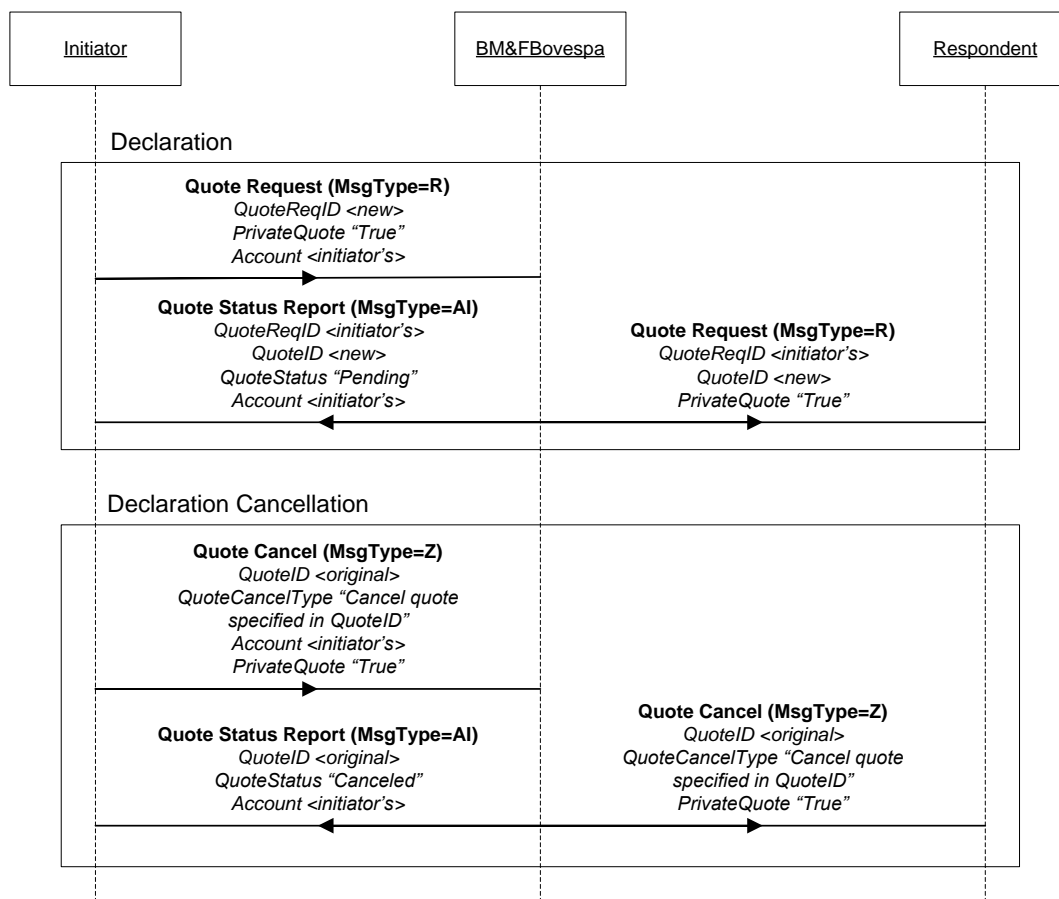 Initiator
BM&FBovespa
Respondent
Declaration
Quote Request (MsgType=R)
QuoteReqID <new>
PrivateQuote “True”
Account <initiator’s>
Quote Status Report (MsgType=AI)
QuoteReqID <initiator’s>
QuoteID <new>
QuoteStatus “Pending”
Account <initiator’s>
Quote Request (MsgType=R)
QuoteReqID <initiator’s>
QuoteID <new>
PrivateQuote “True”
Declaration Cancellation
Quote Cancel (MsgType=Z)
QuoteID <original>
QuoteCancelType “Cancel quote
specified in QuoteID”
Account <initiator’s>
PrivateQuote “True”
Quote Status Report (MsgType=AI)
QuoteID <original>
QuoteStatus “Canceled”
Account <initiator’s>
Quote Cancel (MsgType=Z)
QuoteID <original>
QuoteCancelType “Cancel quote
specified in QuoteID”
PrivateQuote “True”